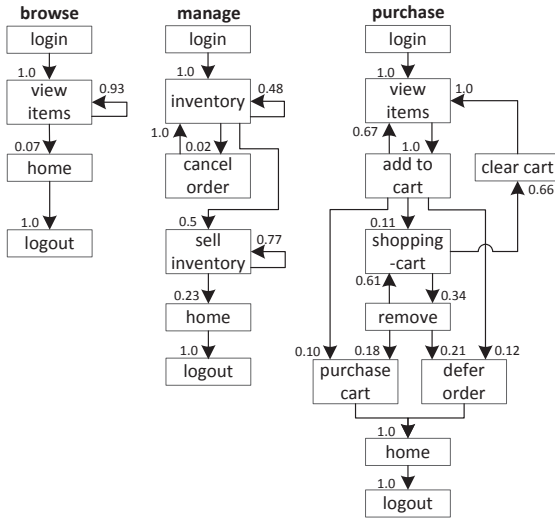 browse
login
1.0
view
items
0.93
0.07
home
1.0
logout
manage
login
1.0
inventory
0.48
1.0
0.02
cancel
order
0.5
sell
inventory
0.77
0.23
home
1.0
logout
purchase
login
1.0
view
items
1.0
0.67
1.0
add to
cart
clear cart
0.66
0.11
shopping
-cart
0.61
0.34
remove
0.10
0.18
0.21
0.12
purchase
cart
defer
order
1.0
home
1.0
logout